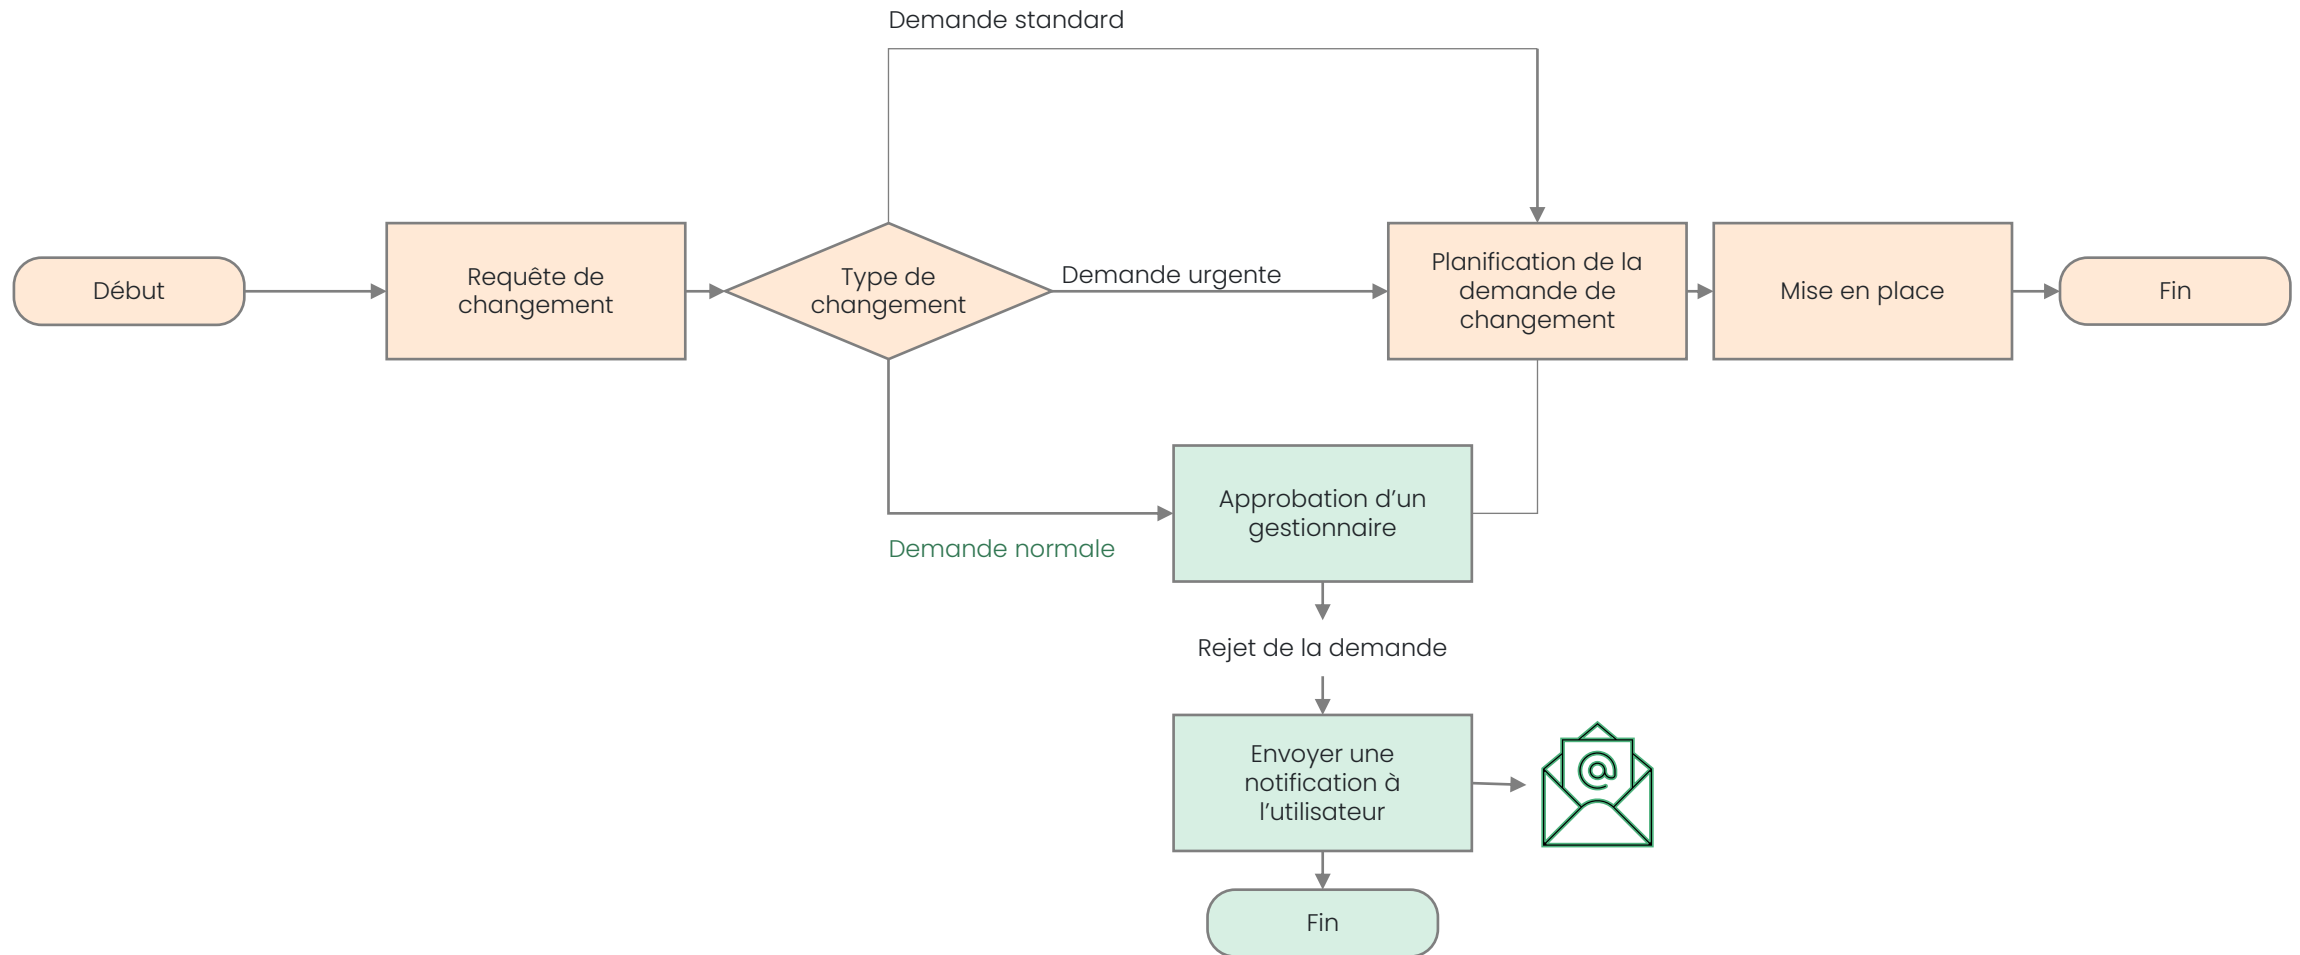 Demande standard
Début
Requête de
changement
Type de
changement
Demande urgente
Planification de la
demande de
changement
Mise en place
Fin
Approbation d’un
gestionnaire
Demande normale
Rejet de la demande
Envoyer une
notification à
l’utilisateur
@
Fin